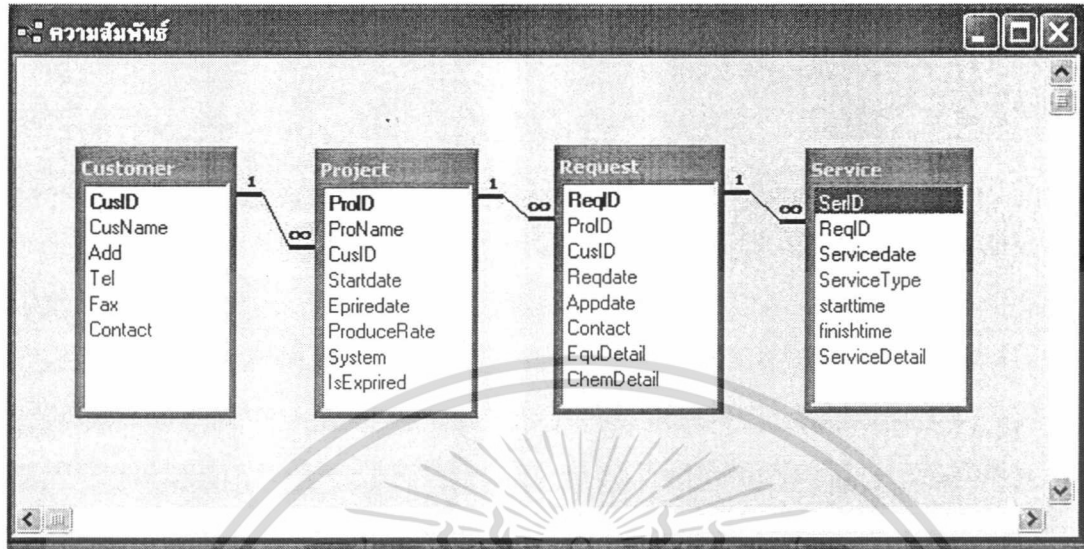 ความสัมพันธ์
Customer
CusID
CusName
Add
Tel
Fax
Contact
1
∞
Project
ProID
ProName
CusID
Startdate
Epriredate
ProduceRate
System
IsExprired
1
∞
Request
ReqID
ProID
CusID
Reqdate
Appdate
Contact
EquDetail
ChemDetail
1
∞
Service
SerID
ReqID
Servicedate
ServiceType
starttime
finishtime
ServiceDetail